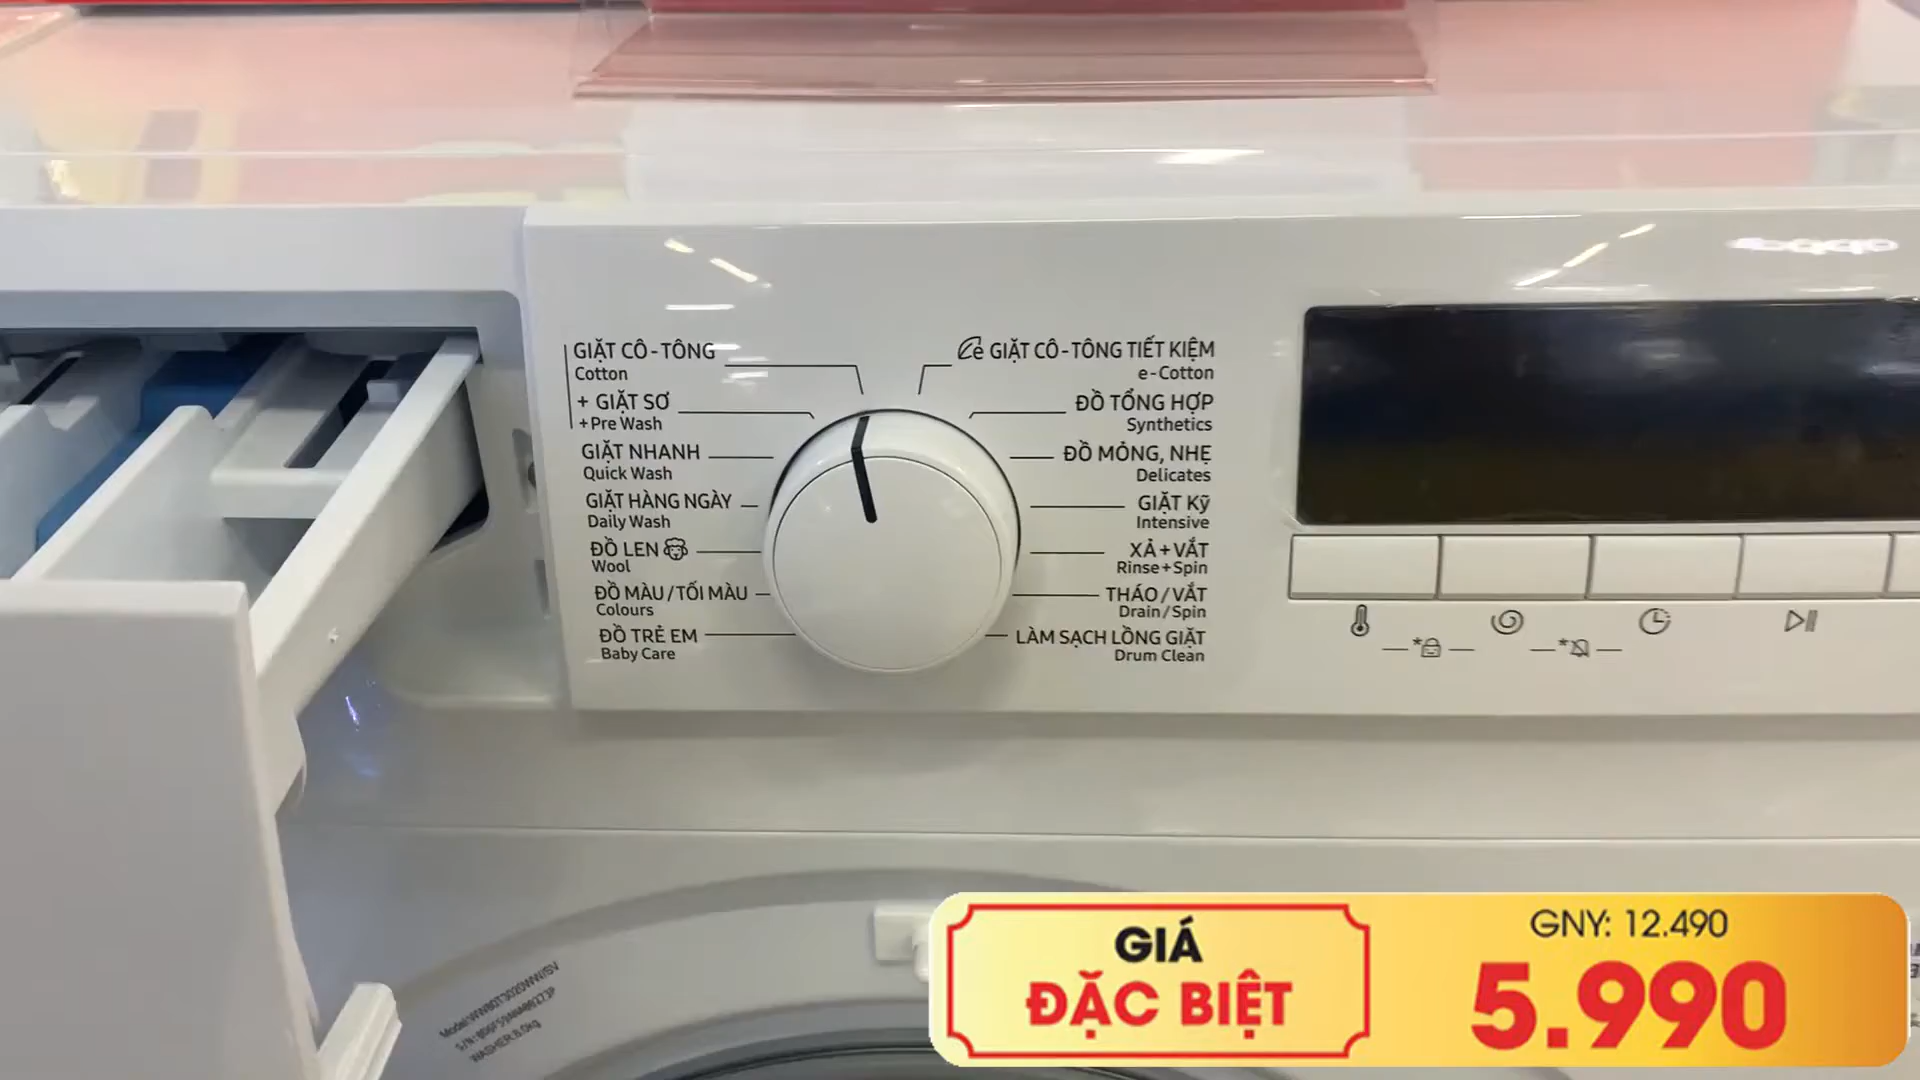 GIẶT CÔ-TÔNG
Cotton
+ GIẶT SƠ
+Pre Wash
GIẶT NHANH
Quick Wash
GIẶT HÀNG NGÀY
Daily Wash
ĐỒ LEN
Wool
ĐỒ MÀU/TỐI MÀU
Colours
ĐỒ TRẺ EM
Baby Care
GIẶT CÔ-TÔNG TIẾT KIỆM
e-Cotton
ĐỒ TỔNG HỢP
Synthetics
ĐỒ MỎNG, NHẸ
Delicates
GIẶT Kỹ
Intensive
XẢ+VẮT
Rinse+Spin
THÁO/VẮT
Drain/Spin
LÀM SẠCH LỒNG GIẶT
Drum Clean
WASHER:8.0kg
GIÁ
ĐẶC BIỆT
GNY: 12.490
5.990